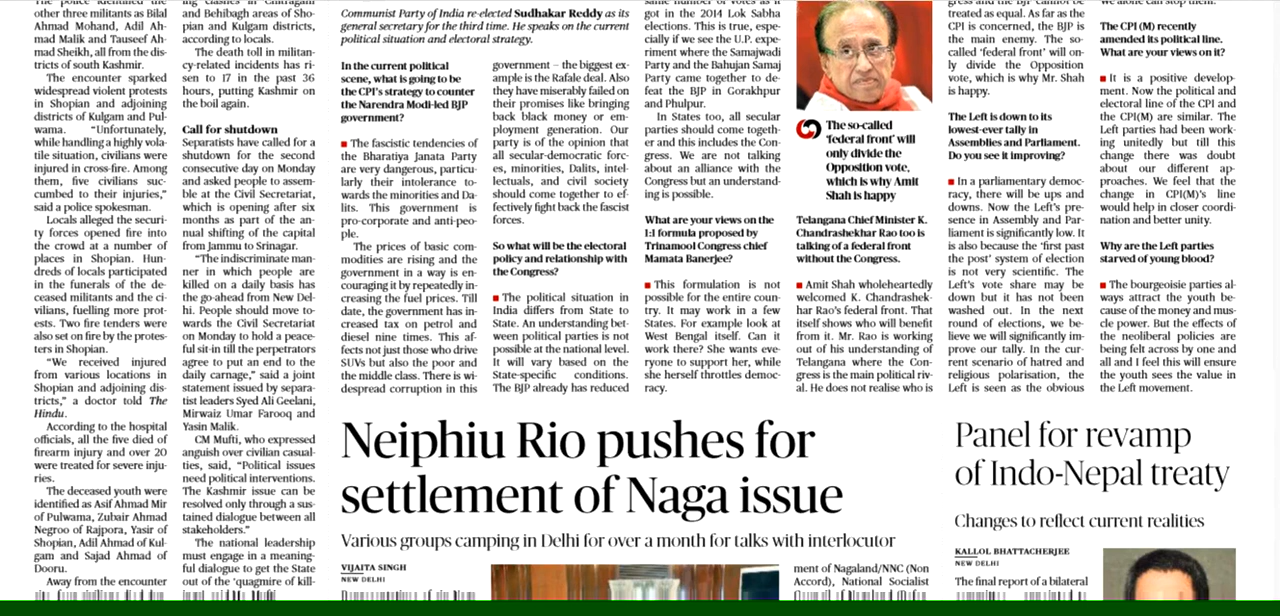 The police identified the
other three militants as Bilal
Ahmad Mohand, Adil Ah-
mad Malik and Tauseef Ah-
mad Sheikh, all from the dis-
tricts of south Kashmir.
The encounter sparked
widespread violent protests
in Shopian and adjoining
districts of Kulgam and Pul-
wama. "Unfortunately,
while handling a highly vola-
tile situation, civilians were
injured in cross-fire. Among
them, five civilians suc-
cumbed to their injuries,"
said a police spokesman.
Locals alleged the securi-
ty forces opened fire into
the crowd at a number of
places in Shopian. Hun-
dreds of locals participated
in the funerals of the de-
ceased militants and the ci-
vilians, fuelling more prot-
ests. Two fire tenders were
also set on fire by the protes-
ters in Shopian.
"We received injured
from various locations in
Shopian and adjoining dis-
tricts," a doctor told The
Hindu.
According to the hospital
officials, all the five died of
firearm injury and over 20
were treated for severe inju-
ries.
The deceased youth were
identified as Asif Ahmad Mir
of Pulwama, Zubair Ahmad
Negroo of Rajpora, Yasir of
Shopian, Adil Ahmad of Kul-
gam and Sajad Ahmad of
Dooru.
Away from the encounter
ing clashes in Chitragam
and Behibagh areas of Sho-
pian and Kulgam districts,
according to locals.
The death toll in militan-
cy-related incidents has ri-
sen to 17 in the past 36
hours, putting Kashmir on
the boil again.
Call for shutdown
Separatists have called for a
shutdown for the second
consecutive day on Monday
and asked people to assem-
ble at the Civil Secretariat,
which is opening after six
months as part of the an-
nual shifting of the capital
from Jammu to Srinagar.
"The indiscriminate man-
ner in which people are
killed on a daily basis has
the go-ahead from New Del-
hi. People should move to-
wards the Civil Secretariat
on Monday to hold a peace-
ful sit-in till the perpetrators
agree to put an end to the
daily carnage," said a joint
statement issued by separa-
tist leaders Syed Ali Geelani,
Mirwaiz Umar Farooq and
Yasin Malik.
CM Mufti, who expressed
anguish over civilian casual-
ties, said, "Political issues
need political interventions.
The Kashmir issue can be
resolved only through a sus-
tained dialogue between all
stakeholders."
The national leadership
must engage in a meaning-
ful dialogue to get the State
out of the 'quagmire of kill-
Communist Party of India re-elected Sudhakar Reddy as its
general secretary for the third time. He speaks on the current
political situation and electoral strategy.
In the current political
scene, what is going to be
the CPI's strategy to counter
the Narendra Modi-led BJP
government?
■ The fascistic tendencies of
the Bharatiya Janata Party
are very dangerous, particu-
larly their intolerance to-
wards the minorities and Da-
lits. This government is
pro-corporate and anti-peo-
ple.
The prices of basic com-
modities are rising and the
government in a way is en-
couraging it by repeatedly in-
creasing the fuel prices. Till
date, the government has in-
creased tax on petrol and
diesel nine times. This af-
fects not just those who drive
SUVs but also the poor and
the middle class. There is wi-
despread corruption in this
government – the biggest ex-
ample is the Rafale deal. Also
they have miserably failed on
their promises like bringing
back black money or em-
ployment generation. Our
party is of the opinion that
all secular-democratic forc-
es, minorities, Dalits, intel-
lectuals, and civil society
should come together to ef-
fectively fight back the fascist
forces.
So what will be the electoral
policy and relationship with
the Congress?
■ The political situation in
India differs from State to
State. An understanding bet-
ween political parties is not
possible at the national level.
It will vary based on the
State-specific conditions.
The BJP already has reduced
same number of votes as it
got in the 2014 Lok Sabha
elections. This is true, espe-
cially if we see the U.P. exper-
iment where the Samajwadi
Party and the Bahujan Samaj
Party came together to de-
feat the BJP in Gorakhpur
and Phulpur.
In States too, all secular
parties should come togeth-
er and this includes the Con-
gress. We are not talking
about an alliance with the
Congress but an understand-
ing is possible.
What are your views on the
1:1 formula proposed by
Trinamool Congress chief
Mamata Banerjee?
■ This formulation is not
possible for the entire coun-
try. It may work in a few
States. For example look at
West Bengal itself. Can it
work there? She wants eve-
ryone to support her, while
she herself throttles democ-
racy.
The so-called
'federal front' will
only divide the
Opposition vote,
which is why Amit
Shah is happy
Telangana Chief Minister K.
Chandrashekhar Rao too is
talking of a federal front
without the Congress.
■ Amit Shah wholeheartedly
welcomed K. Chandrashek-
har Rao's federal front. That
itself shows who will benefit
from it. Mr. Rao is working
out of his understanding of
Telangana where the Con-
gress is the main political riv-
al. He does not realise who is
gress and the BJP cannot be
treated as equal. As far as the
CPI is concerned, the BJP is
the main enemy. The so-
called 'federal front' will on-
ly divide the Opposition
vote, which is why Mr. Shah
is happy.
The Left is down to its
lowest-ever tally in
Assemblies and Parliament.
Do you see it improving?
■ In a parliamentary democ-
racy, there will be ups and
downs. Now the Left's pre-
sence in Assembly and Par-
liament is significantly low. It
is also because the 'first past
the post' system of election
is not very scientific. The
Left's vote share may be
down but it has not been
washed out. In the next
round of elections, we be-
lieve we will significantly im-
prove our tally. In the cur-
rent scenario of hatred and
religious polarisation, the
Left is seen as the obvious
we alone can stop them.
The CPI (M) recently
amended its political line.
What are your views on it?
■ It is a positive develop-
ment. Now the political and
electoral line of the CPI and
the CPI(M) are similar. The
Left parties had been work-
ing unitedly but till this
change there was doubt
about our different ap-
proaches. We feel that the
change in CPI(M)'s line
would help in closer coordi-
nation and better unity.
Why are the Left parties
starved of young blood?
■ The bourgeoisie parties al-
ways attract the youth be-
cause of the money and mus-
cle power. But the effects of
the neoliberal policies are
being felt across by one and
all and I feel this will ensure
the youth sees the value in
the Left movement.
Neiphiu Rio pushes for
settlement of Naga issue
Various groups camping in Delhi for over a month for talks with interlocutor
VIJAITA SINGH
NEW DELHI
ment of Nagaland/NNC (Non
Accord), National Socialist
Panel for revamp
of Indo-Nepal treaty
Changes to reflect current realities
KALLOL BHATTACHERJEE
NEW DELHI
The final report of a bilateral